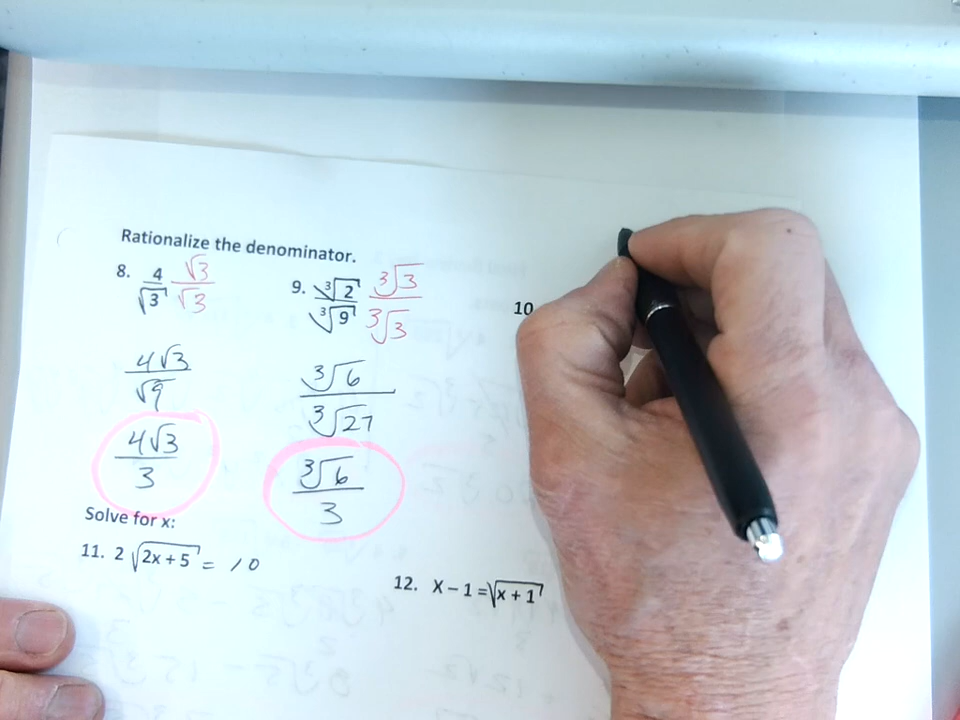 Rationalize the denominator.
8. 4/√3 √3/√3
9. ∛2/∛9 ∛3/∛3
10
4√3/√9
∛6/∛27
4√3/3
∛6/3
Solve for x:
11. 2√(2x + 5) = 10
12. X – 1 = √(x + 1)